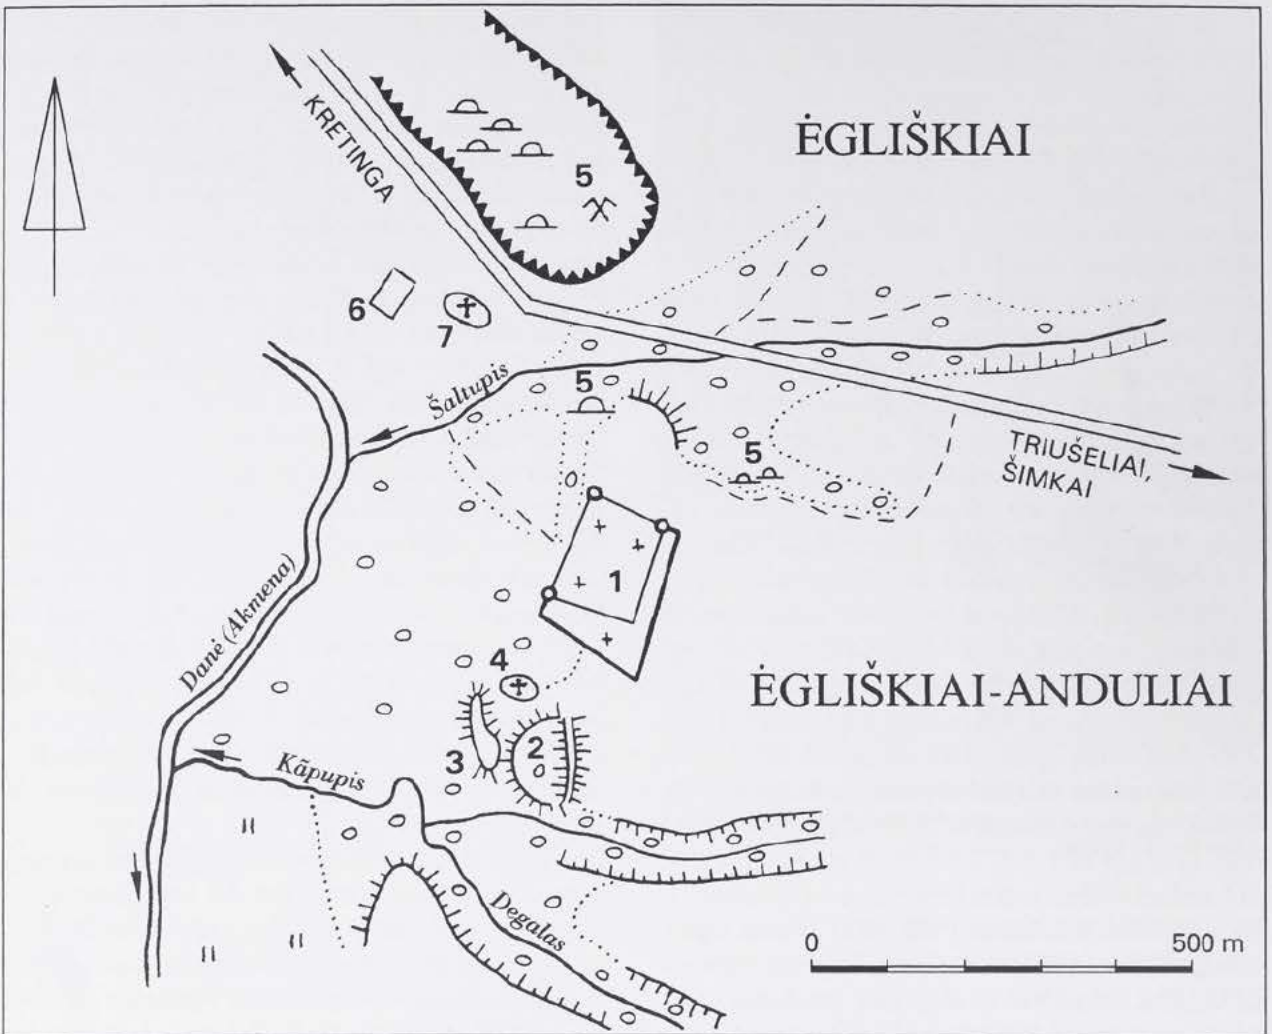 ĖGLIŠKIAI
KRETINGA
5
6
7
Šaltupis
5
5
TRIUŠELIAI,
ŠIMKAI
1
Danė (Akmena)
4
ĖGLIŠKIAI-ANDULIAI
2
3
Kãpupis
Degalas
0 500 m